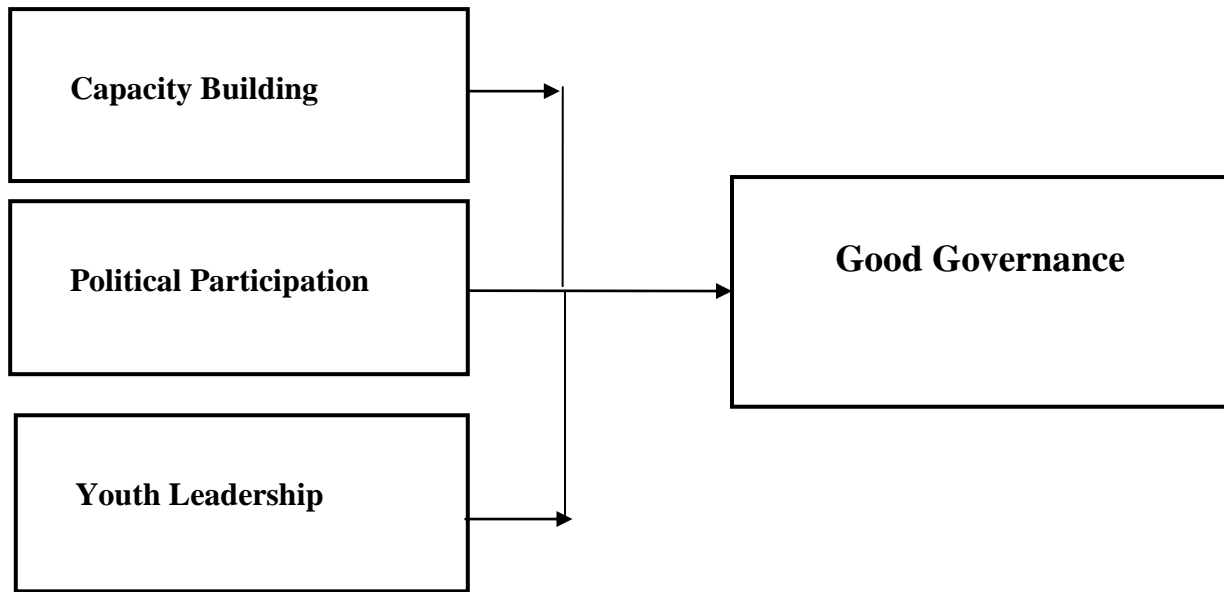 Capacity Building
Political Participation
Good Governance
Youth Leadership